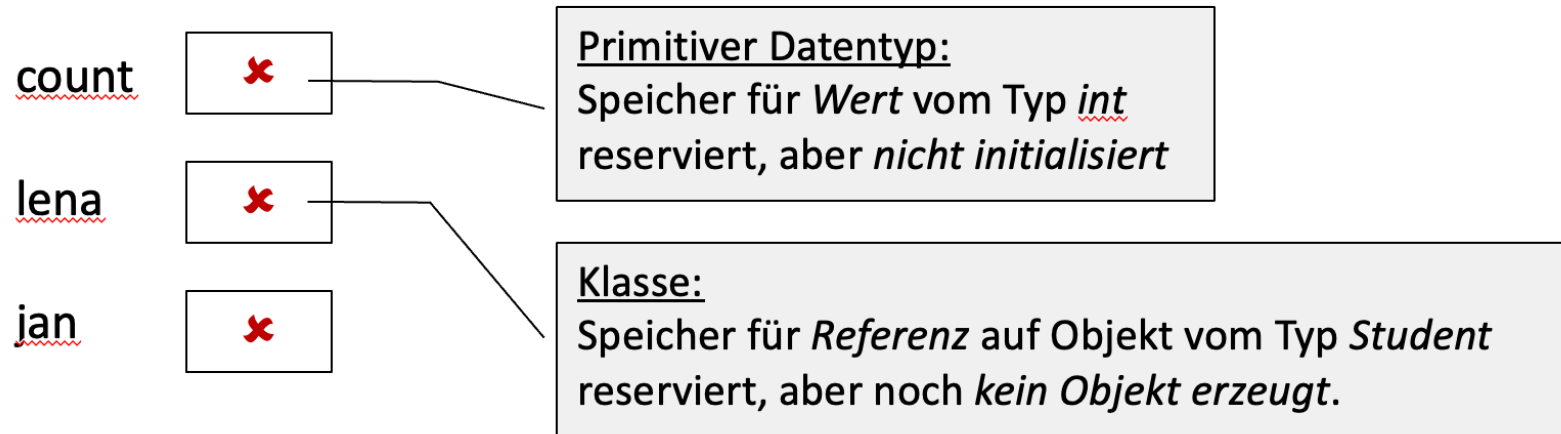 count
Primitiver Datentyp:
Speicher für Wert vom Typ int
reserviert, aber nicht initialisiert
lena
jan
Klasse:
Speicher für Referenz auf Objekt vom Typ Student
reserviert, aber noch kein Objekt erzeugt.